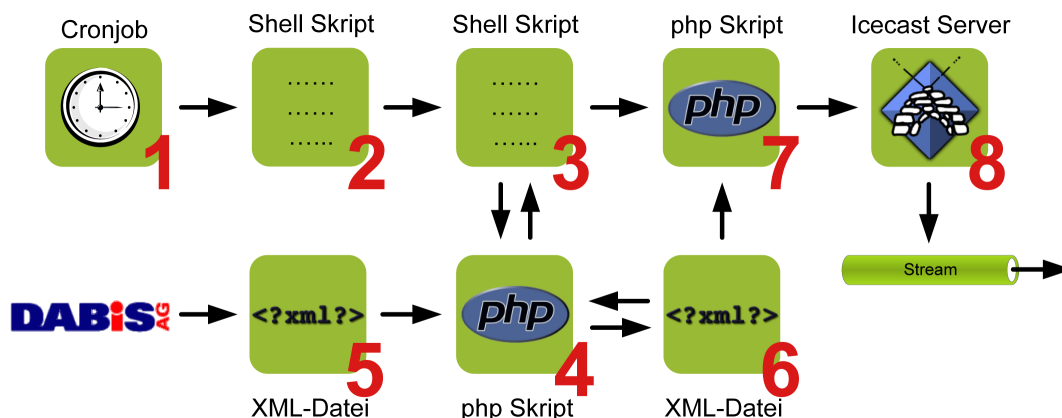 Cronjob
Shell Skript
Shell Skript
php Skript
Icecast Server
......
......
......
......
......
......
php
1
2
3
7
8
Stream
DABiS AG
<?xml?>
php
<?xml?>
5
4
6
XML-Datei
php Skript
XML-Datei